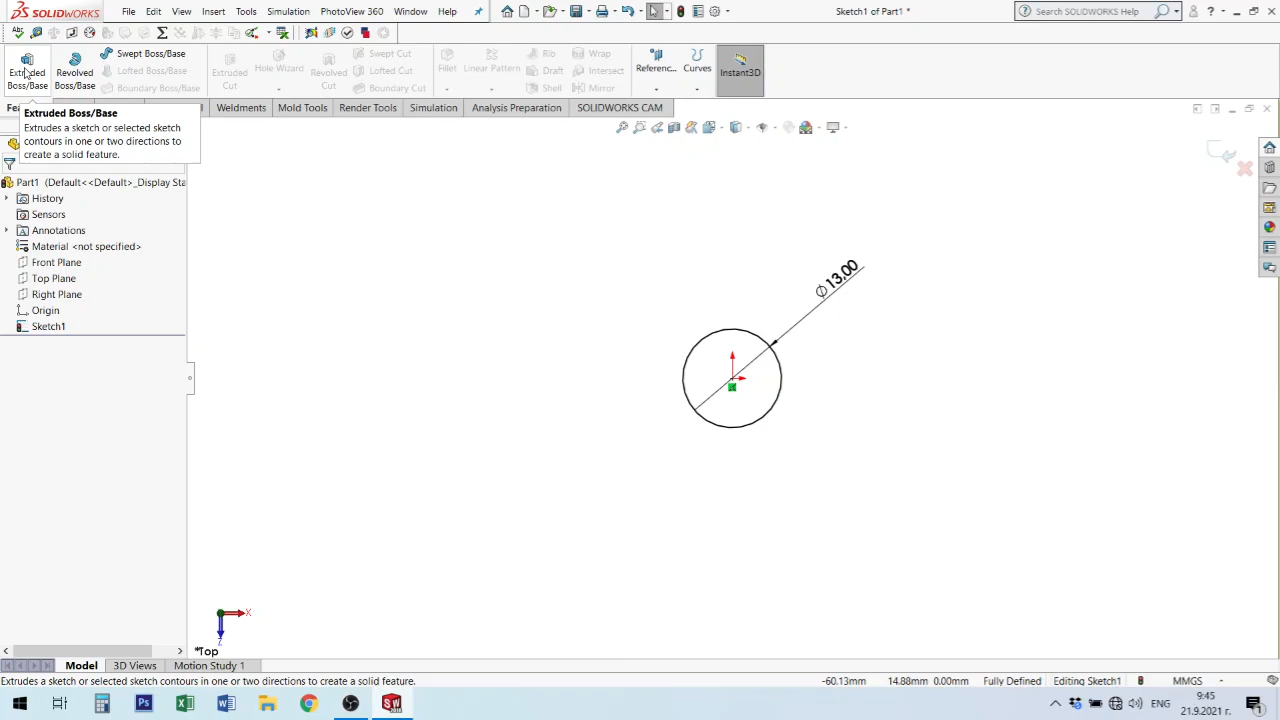 SOLIDWORKS File Edit View Insert Tools Simulation PhotoView 360 Window Help Sketch1 of Part1 * Search SOLIDWORKS Help
Extruded Boss/Base
Revolved Boss/Base
Swept Boss/Base
Lofted Boss/Base
Boundary Boss/Base
Extruded Cut
Hole Wizard
Revolved Cut
Swept Cut
Lofted Cut
Boundary Cut
Fillet
Linear Pattern
Rib
Draft
Shell
Wrap
Intersect
Mirror
Referenc...
Curves
Instant3D
Weldments Mold Tools Render Tools Simulation Analysis Preparation SOLIDWORKS CAM
Extruded Boss/Base
Extrudes a sketch or selected sketch
contours in one or two directions to
create a solid feature.
Part1 (Default<<Default>_Display Sta
History
Sensors
Annotations
Material <not specified>
Front Plane
Top Plane
Right Plane
Origin
Sketch1
∅13.00
X
*Top
Model 3D Views Motion Study 1
Extrudes a sketch or selected sketch contours in one or two directions to create a solid feature. -60.13mm 14.88mm 0.00mm Fully Defined Editing Sketch1 MMGS
ENG
9:45
21.9.2021 г.